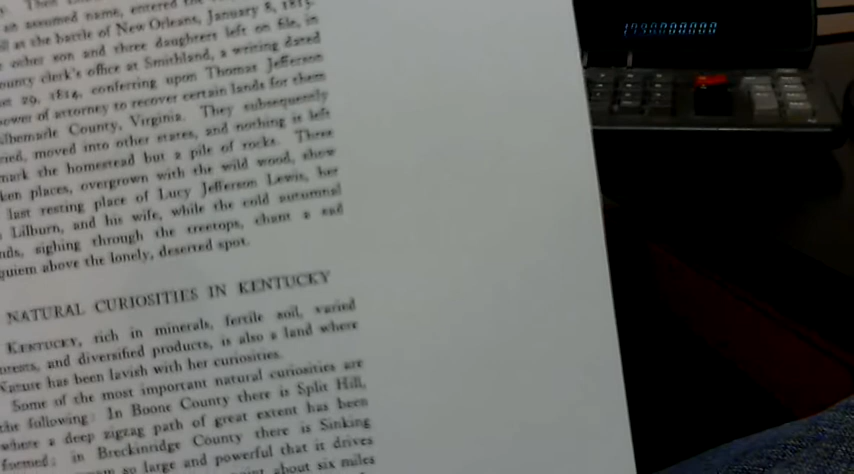 an assumed name, entered the
at the battle of New Orleans, January 8, 1815.
other son and three daughters left on file, in
county clerk's office at Smithland, a writing dated
29, 1814, conferring upon Thomas Jefferson
power of attorney to recover certain lands for them
Albemarle County, Virginia. They subsequently
moved into other states, and nothing is left
mark the homestead but a pile of rocks. Three
places, overgrown with the wild wood, show
last resting place of Lucy Jefferson Lewis, her
Lilburn, and his wife, while the cold autumnal
sighing through the treetops, chant a sad
requiem above the lonely, deserted spot.
NATURAL CURIOSITIES IN KENTUCKY
KENTUCKY, rich in minerals, fertile soil, varied
and diversified products, is also a land where
Nature has been lavish with her curiosities.
Some of the most important natural curiosities are
the following: In Boone County there is Split Hill,
where a deep zigzag path of great extent has been
formed; in Breckinridge County there is Sinking
so large and powerful that it drives
about six miles